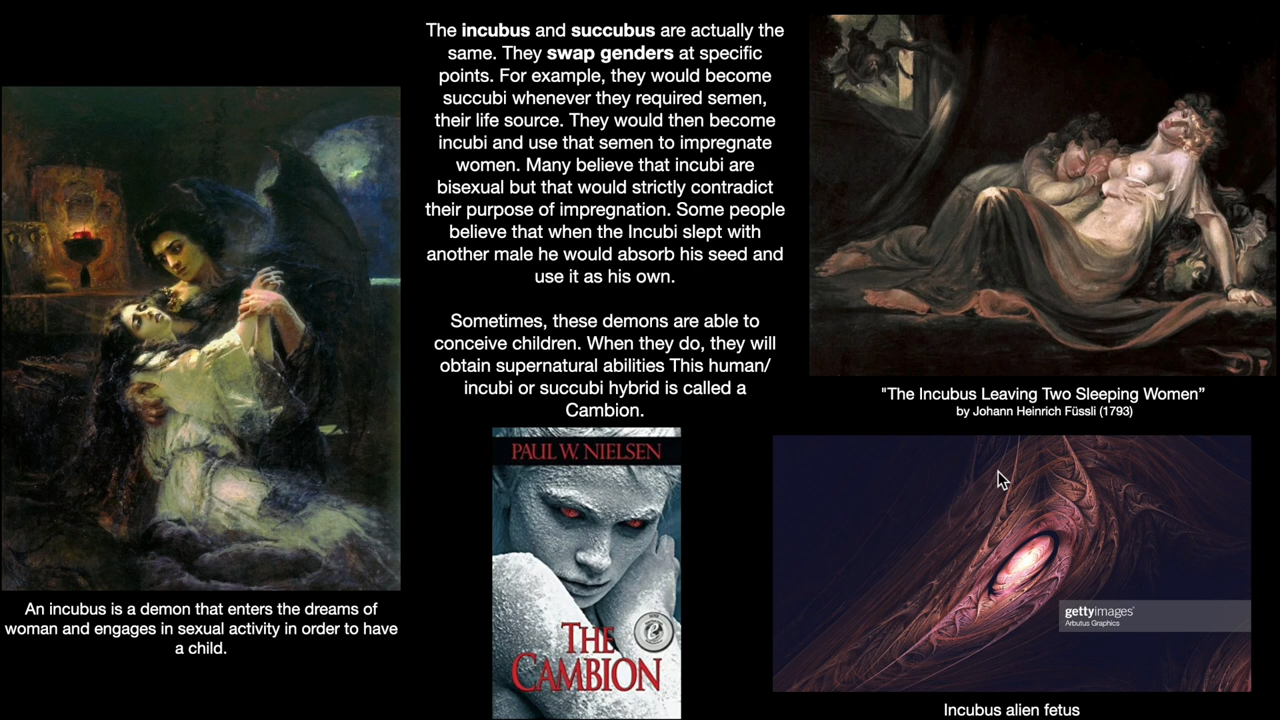 The incubus and succubus are actually the
same. They swap genders at specific
points. For example, they would become
succubi whenever they required semen,
their life source. They would then become
incubi and use that semen to impregnate
women. Many believe that incubi are
bisexual but that would strictly contradict
their purpose of impregnation. Some people
believe that when the Incubi slept with
another male he would absorb his seed and
use it as his own.
Sometimes, these demons are able to
conceive children. When they do, they will
obtain supernatural abilities This human/
incubi or succubi hybrid is called a
Cambion.
An incubus is a demon that enters the dreams of
woman and engages in sexual activity in order to have
a child.
PAUL W. NIELSEN
THE
CAMBION
"The Incubus Leaving Two Sleeping Women”
by Johann Heinrich Füssli (1793)
gettyimages®
Arbutus Graphics
Incubus alien fetus